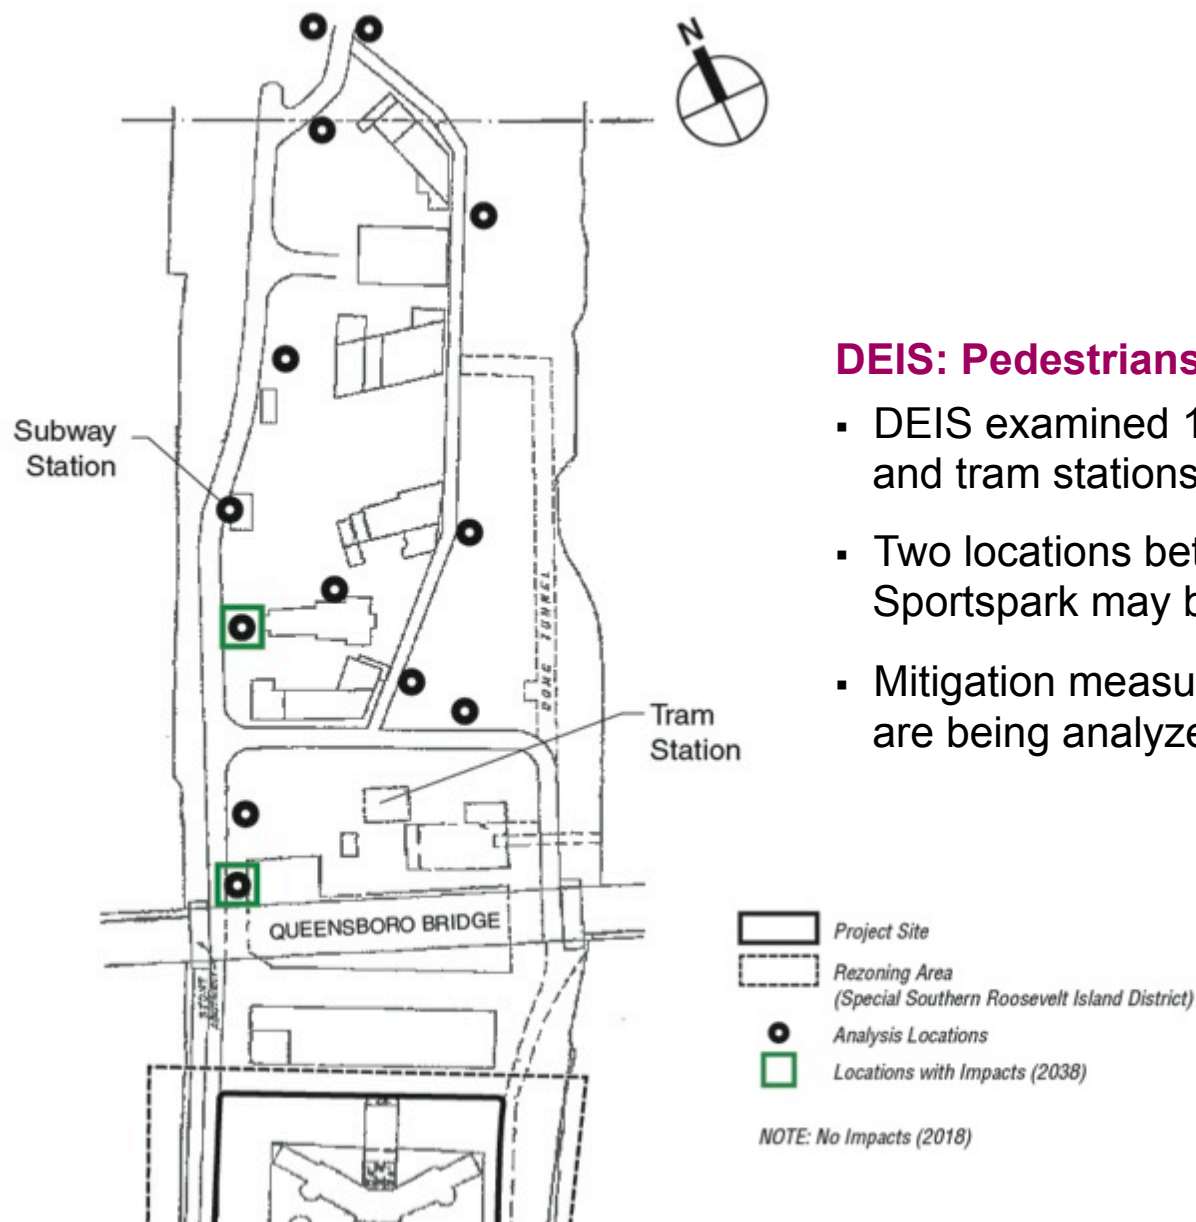 N
Subway
Station
DEIS: Pedestrians
▪ DEIS examined 1
and tram stations
▪ Two locations bet
Sportspark may b
▪ Mitigation measu
are being analyze
Tram
Station
QUEENSBORO BRIDGE
Project Site
Rezoning Area
(Special Southern Roosevelt Island District)
Analysis Locations
Locations with Impacts (2038)
NOTE: No Impacts (2018)